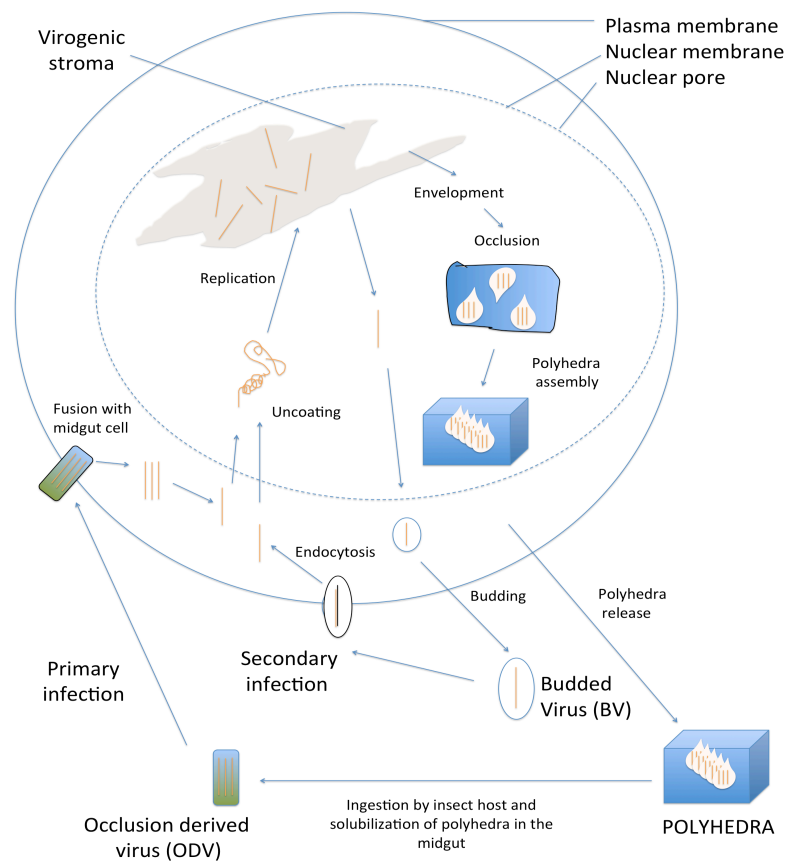 Virogenic
stroma
Plasma membrane
Nuclear membrane
Nuclear pore
Envelopment
Occlusion
Replication
Polyhedra
assembly
Fusion with
midgut cell
Uncoating
Endocytosis
Budding
Polyhedra
release
Primary
infection
Secondary
infection
Budded
Virus (BV)
Occlusion derived
virus (ODV)
Ingestion by insect host and
solubilization of polyhedra in the
midgut
POLYHEDRA